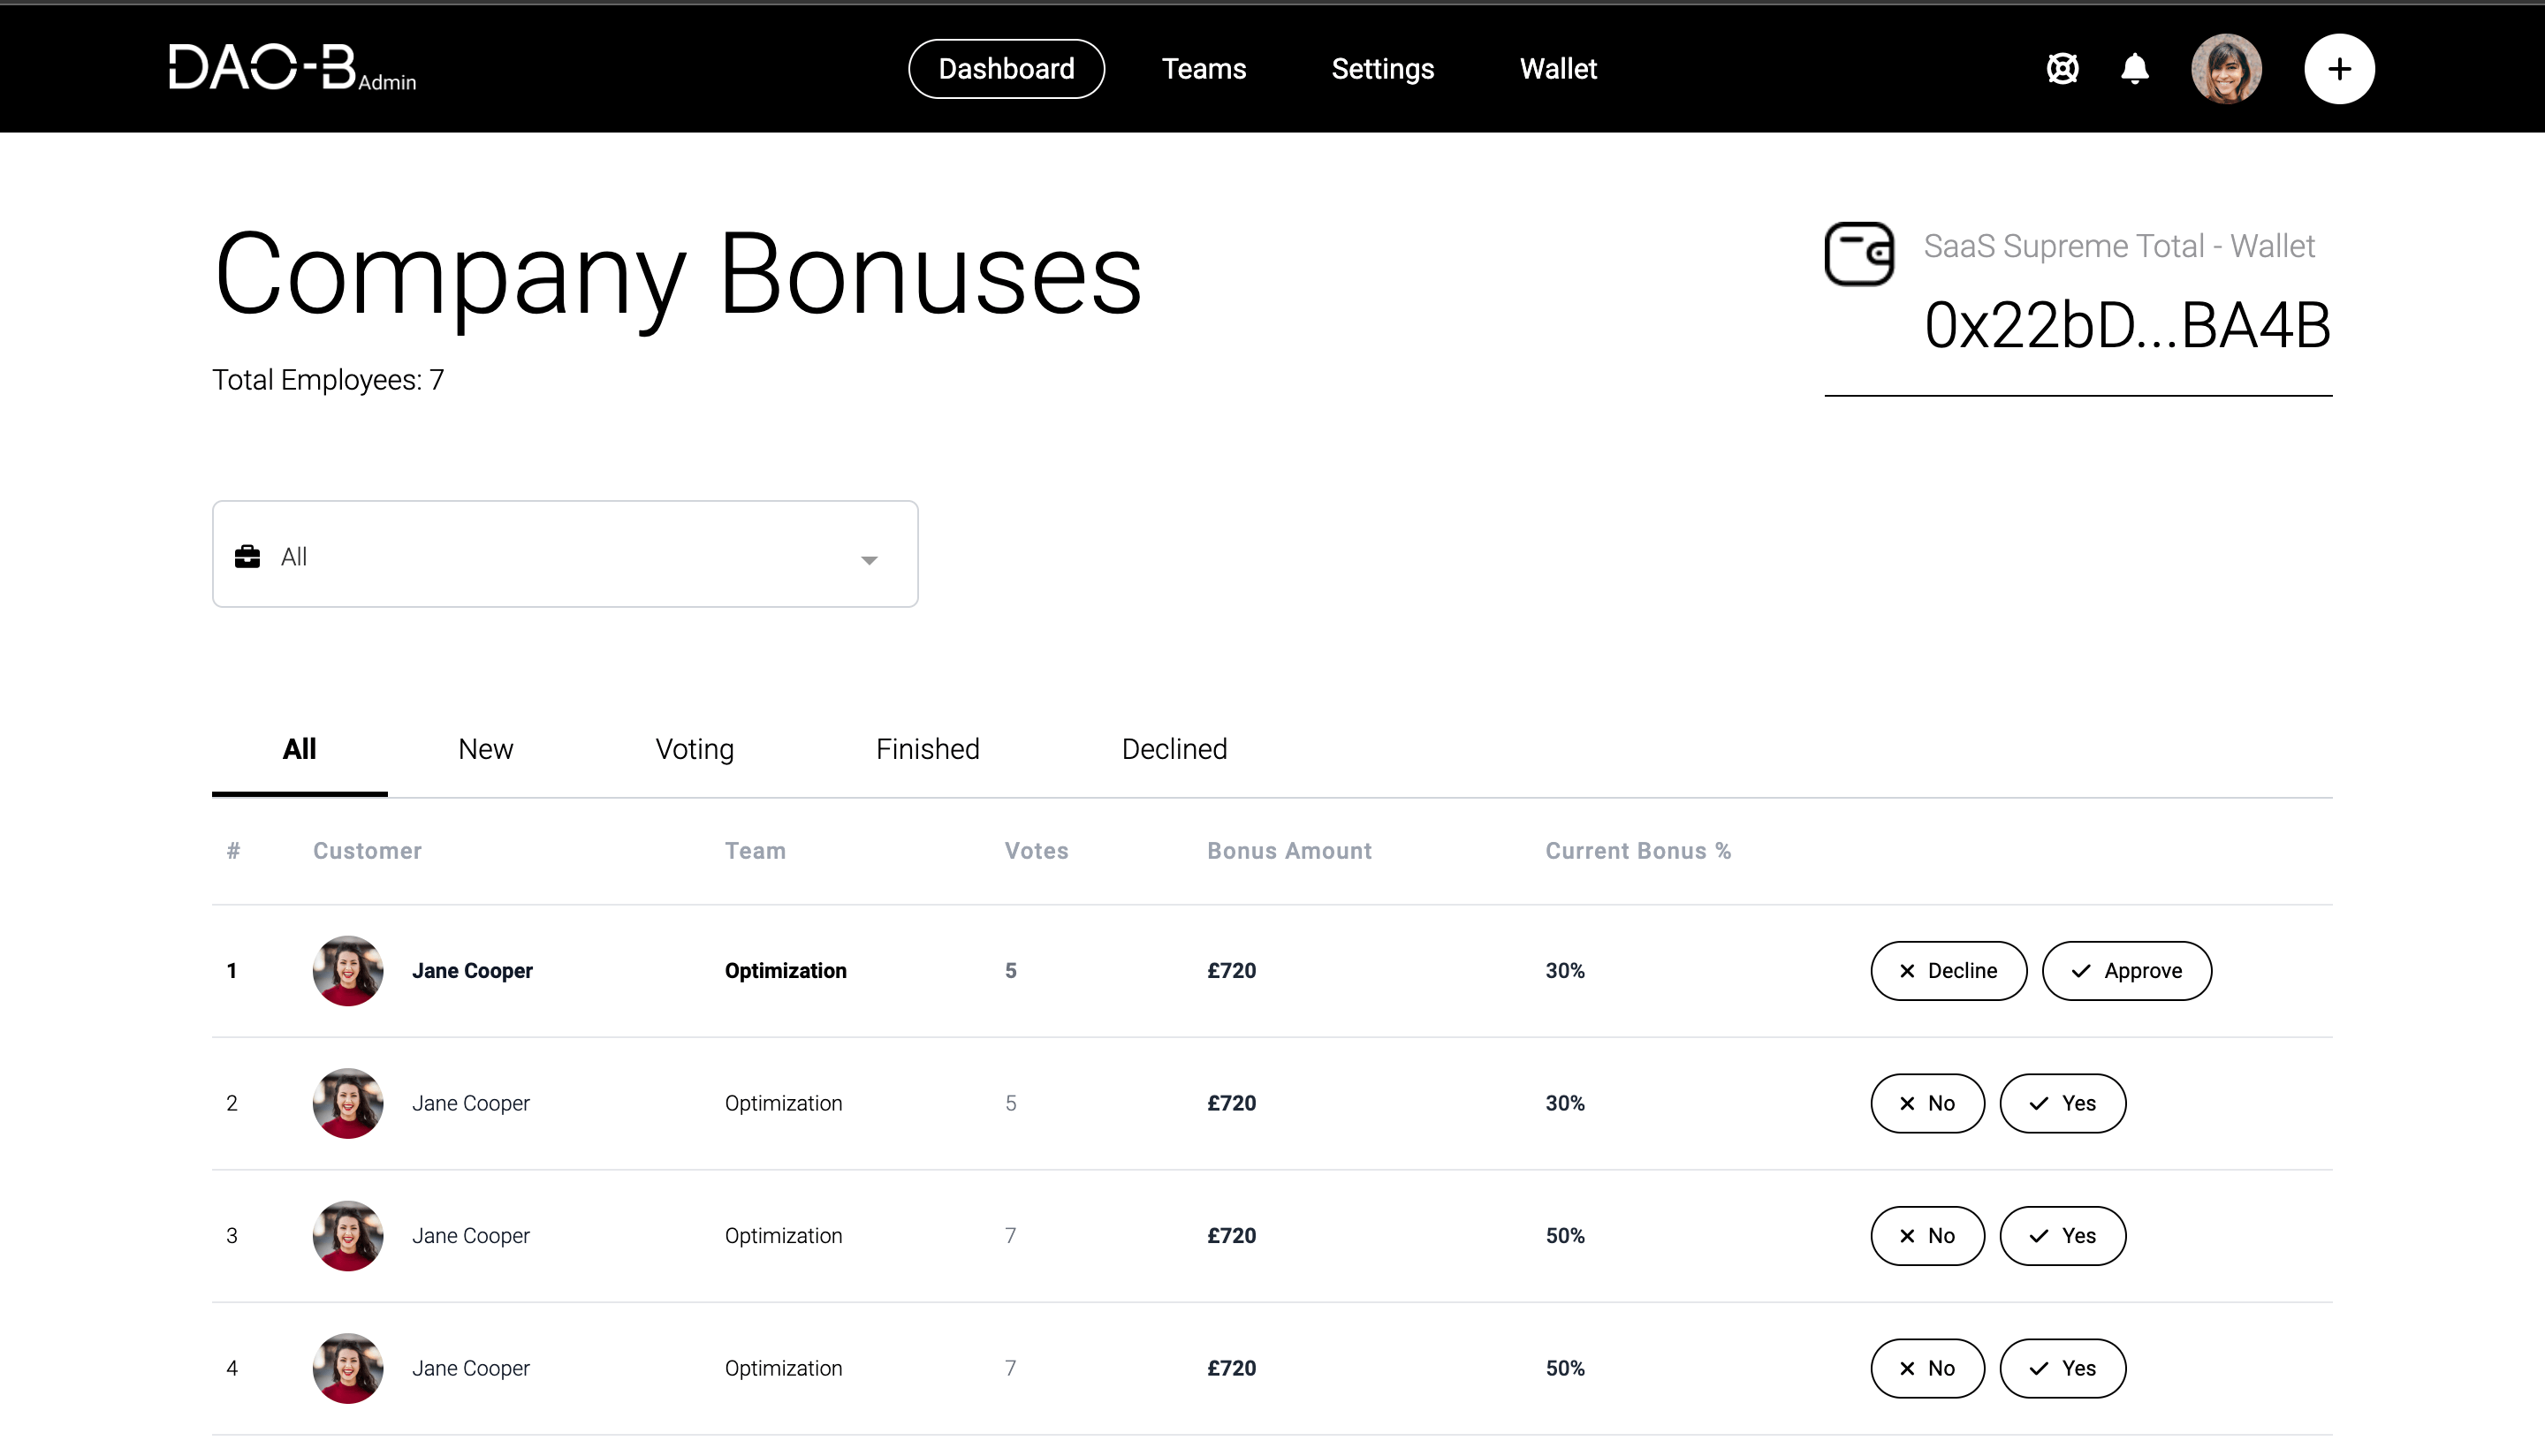 DAO-B Admin
Dashboard Teams Settings Wallet
Company Bonuses
Total Employees: 7
SaaS Supreme Total - Wallet
0x22bD...BA4B
All
All New Voting Finished Declined
# Customer Team Votes Bonus Amount Current Bonus %
1 Jane Cooper Optimization 5 £720 30% Decline Approve
2 Jane Cooper Optimization 5 £720 30% No Yes
3 Jane Cooper Optimization 7 £720 50% No Yes
4 Jane Cooper Optimization 7 £720 50% No Yes